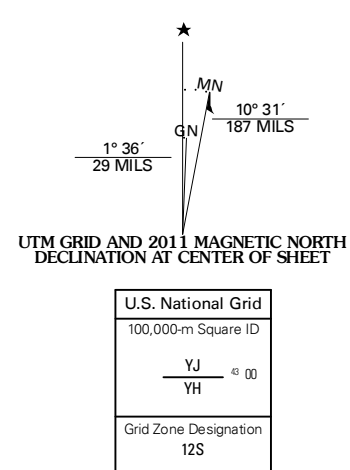 MN
10° 31´
187 MILS
GN
1° 36´
29 MILS
UTM GRID AND 2011 MAGNETIC NORTH
DECLINATION AT CENTER OF SHEET
U.S. National Grid
100,000-m Square ID
YJ
43 00
YH
Grid Zone Designation
12S